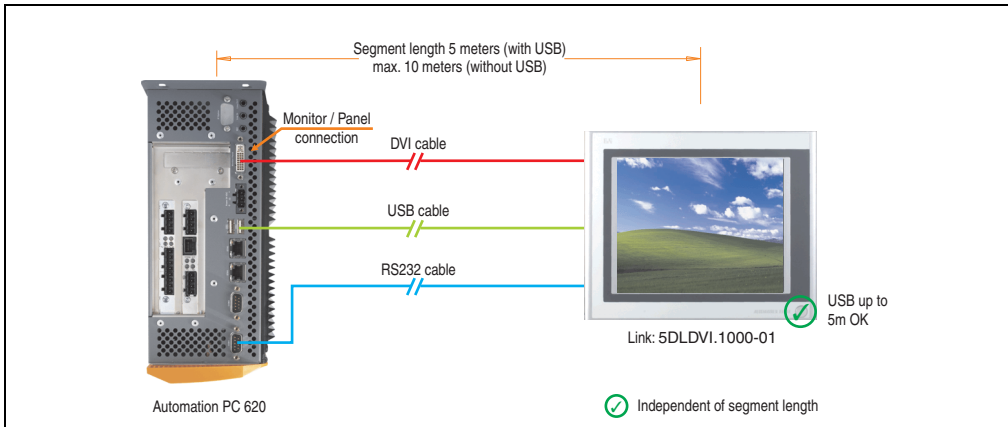 Segment length 5 meters (with USB)
max. 10 meters (without USB)
Monitor / Panel
connection
DVI cable
USB cable
RS232 cable
USB up to
5m OK
Link: 5DLDVI.1000-01
Automation PC 620
Independent of segment length